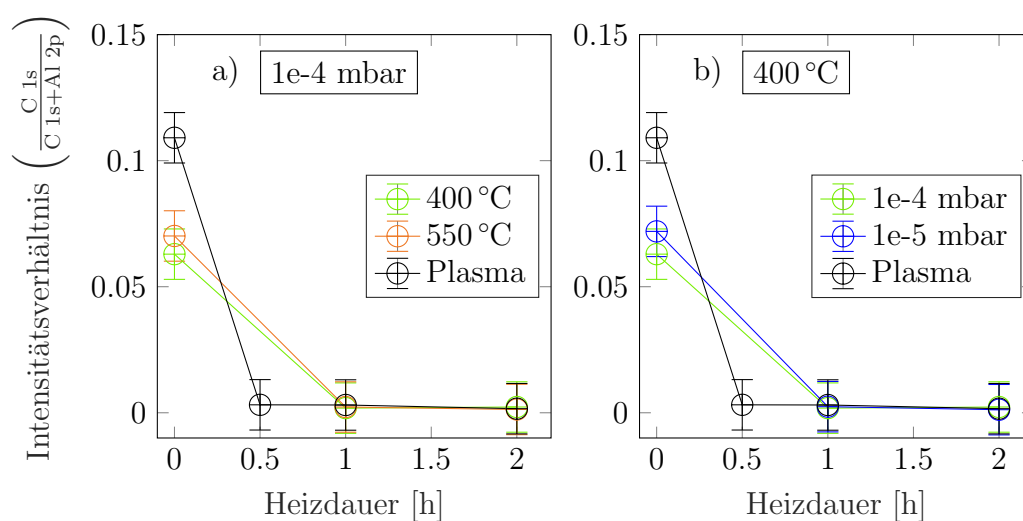 Intensitätsverhältnis (C 1s / C 1s+Al 2p)
0.15
0.1
0.05
0
a) 1e-4 mbar
400 °C
550 °C
Plasma
0 0.5 1 1.5 2
Heizdauer [h]
0.15
0.1
0.05
0
b) 400 °C
1e-4 mbar
1e-5 mbar
Plasma
0 0.5 1 1.5 2
Heizdauer [h]